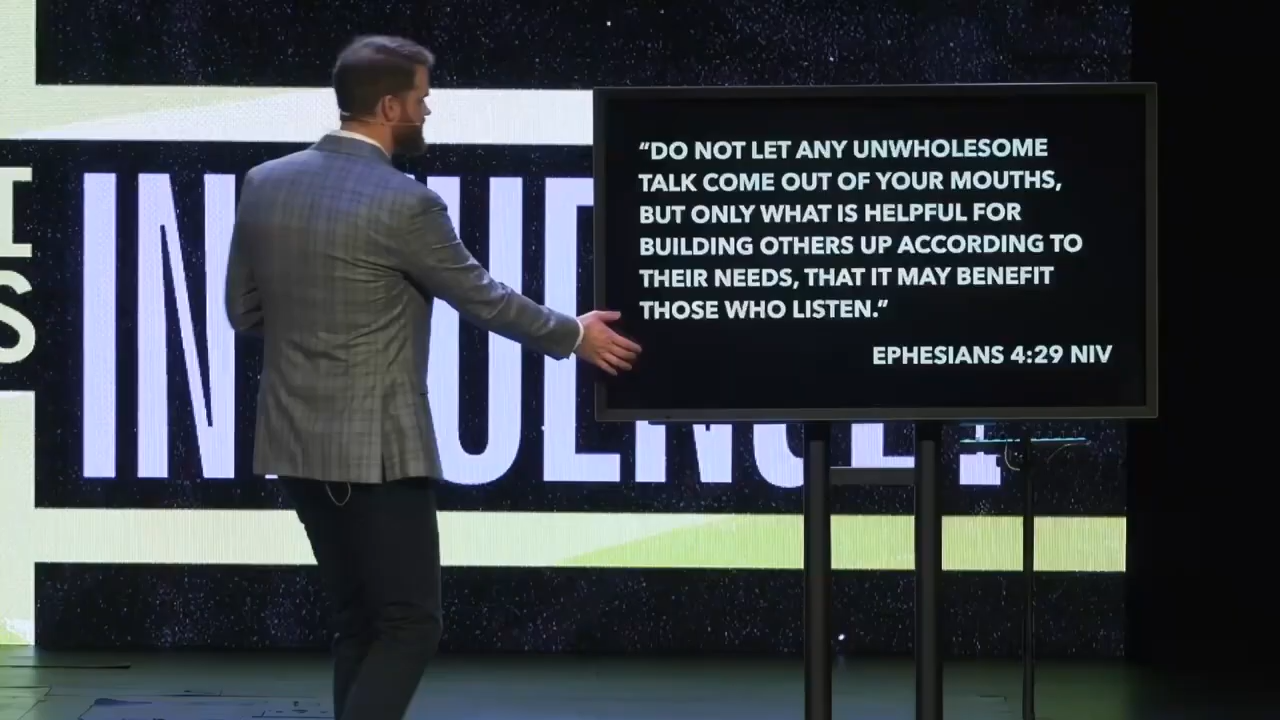 “DO NOT LET ANY UNWHOLESOME
TALK COME OUT OF YOUR MOUTHS,
BUT ONLY WHAT IS HELPFUL FOR
BUILDING OTHERS UP ACCORDING TO
THEIR NEEDS, THAT IT MAY BENEFIT
THOSE WHO LISTEN.”
EPHESIANS 4:29 NIV